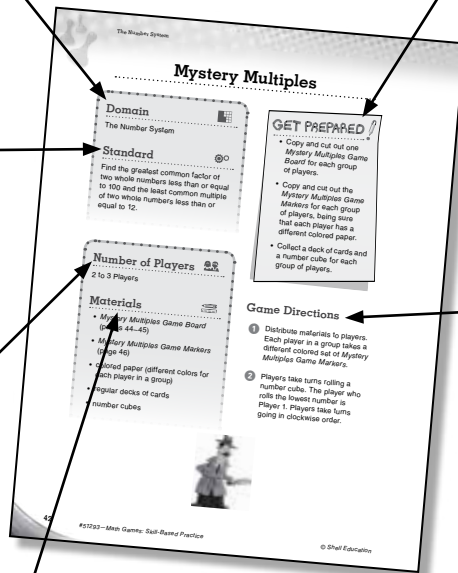 The Number System
Mystery Multiples
Domain
The Number System
Standard
Find the greatest common factor of
two whole numbers less than or equal
to 100 and the least common multiple
of two whole numbers less than or
equal to 12.
Number of Players
2 to 3 Players
Materials
• Mystery Multiples Game Board
(pages 44–45)
• Mystery Multiples Game Markers
(page 46)
• colored paper (different colors for
each player in a group)
• regular decks of cards
• number cubes
GET PREPARED!
• Copy and cut out one
Mystery Multiples Game
Board for each group
of players.
• Copy and cut out the
Mystery Multiples Game
Markers for each group
of players, being sure
that each player has a
different colored paper.
• Collect a deck of cards and
a number cube for each
group of players.
Game Directions
1 Distribute materials to players.
Each player in a group takes a
different colored set of Mystery
Multiples Game Markers.
2 Players take turns rolling a
number cube. The player who
rolls the lowest number is
Player 1. Players take turns
going in clockwise order.
42
#51293—Math Games: Skill-Based Practice
© Shell Education